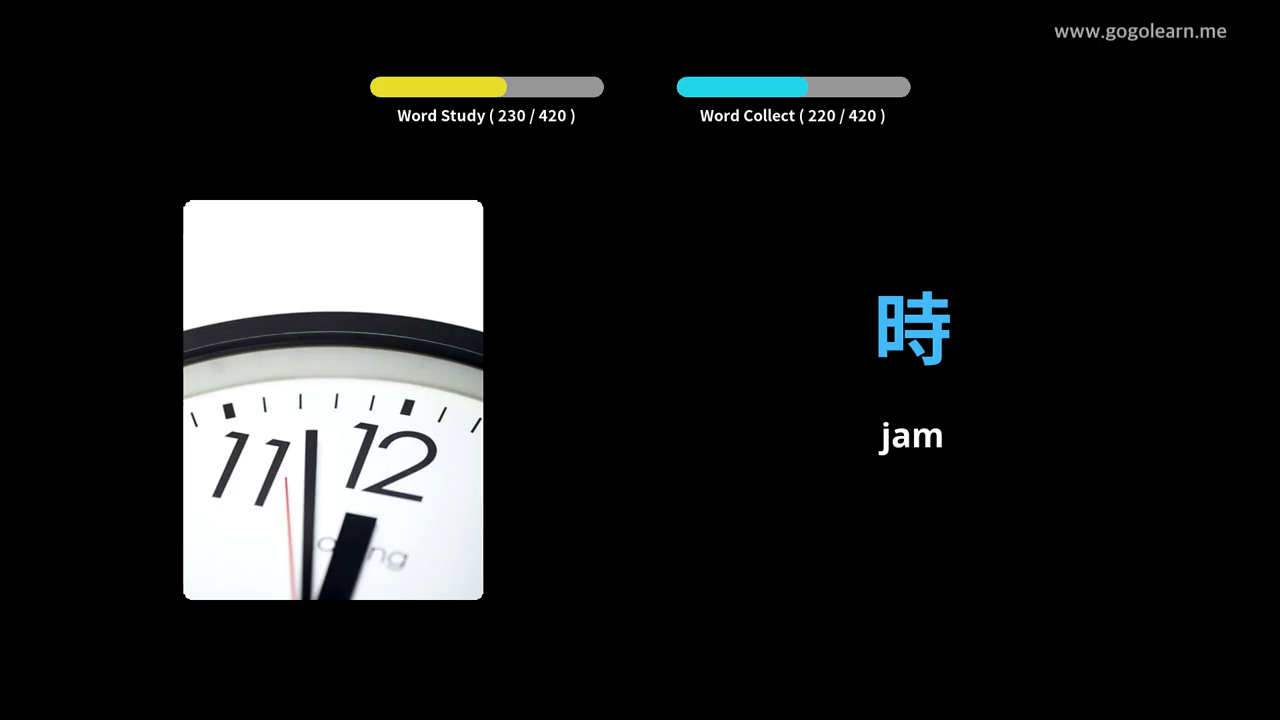 www.gogolearn.me
Word Study ( 230 / 420 )
Word Collect ( 220 / 420 )
11
12
時
jam